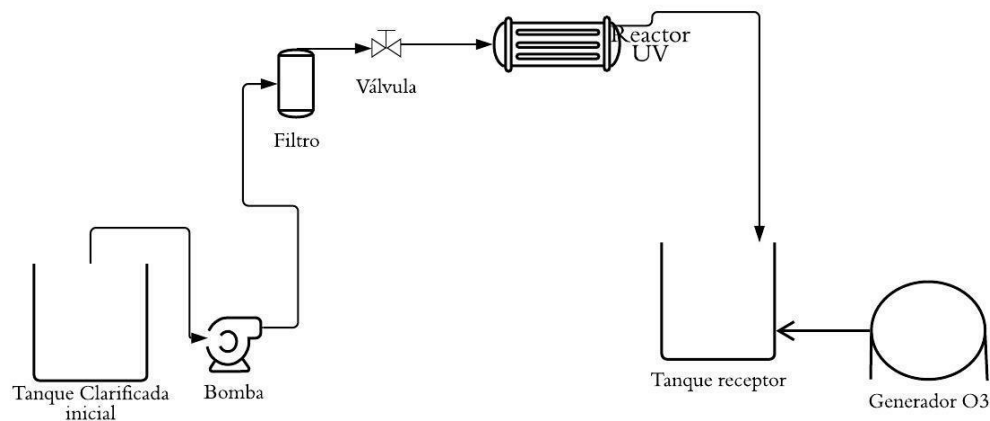 Reactor
UV
Válvula
Filtro
Tanque Clarificada
inicial
Bomba
Tanque receptor
Generador O3